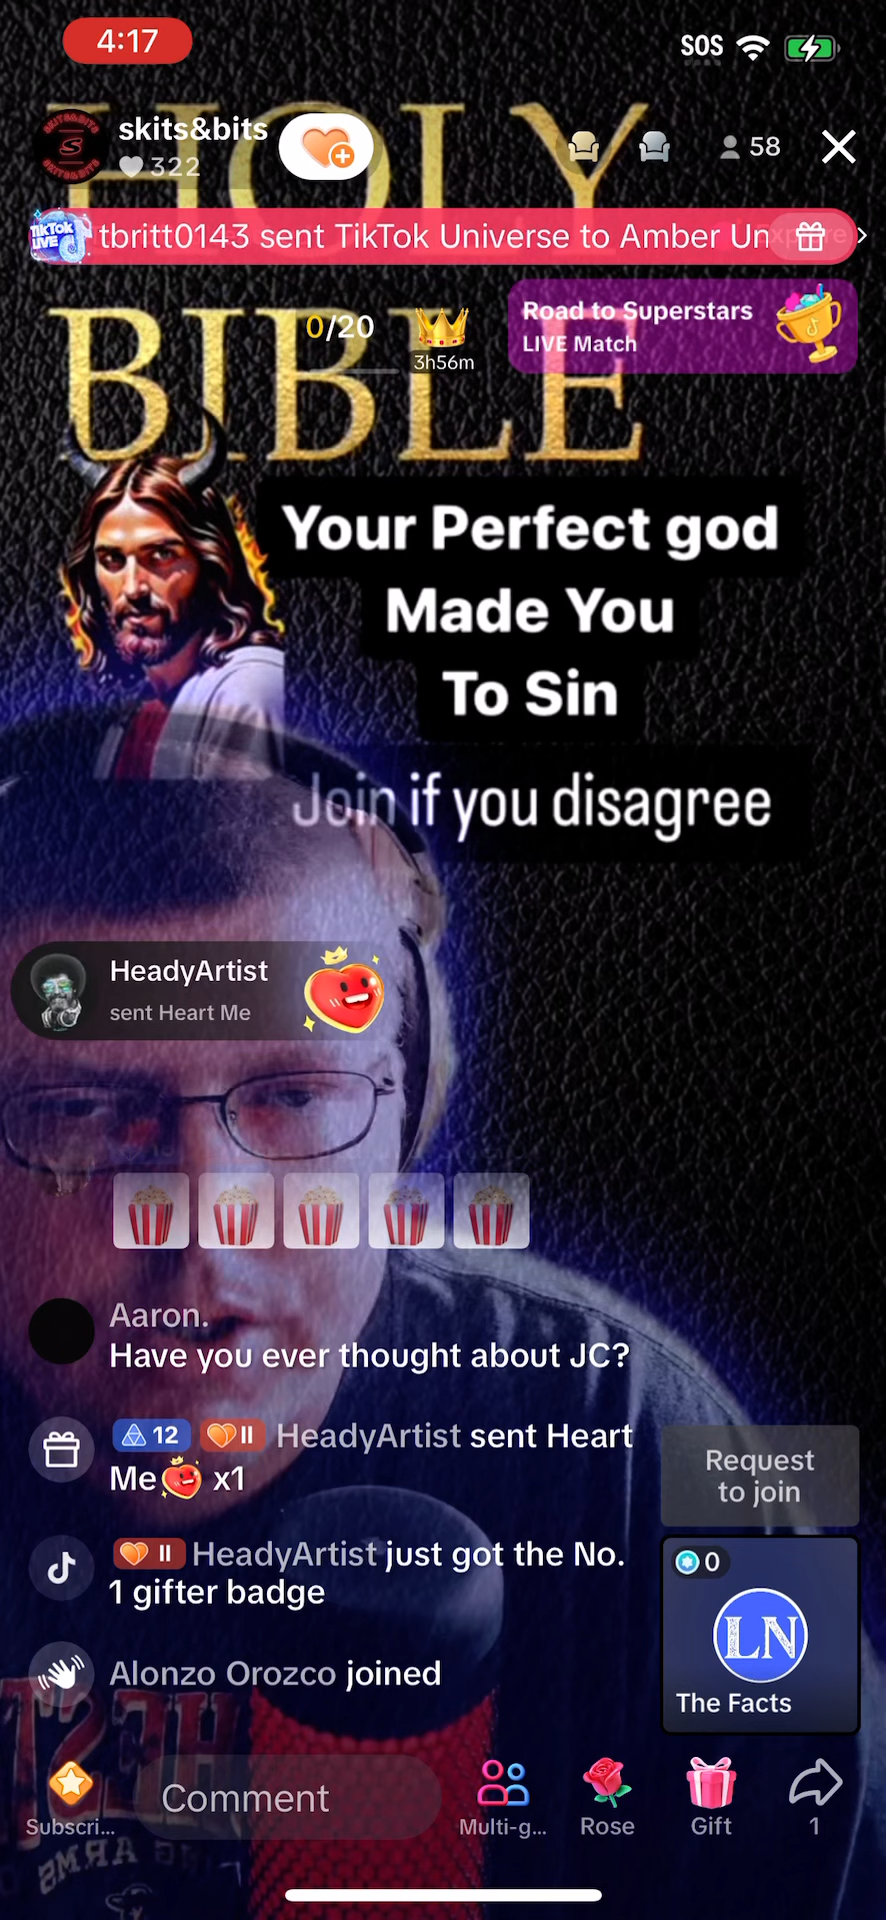 4:17
SOS
HOLY
skits&bits
322
58
tbritt0143 sent TikTok Universe to Amber Un
BIBLE
0/20
3h56m
Road to Superstars
LIVE Match
Your Perfect god
Made You
To Sin
Join if you disagree
HeadyArtist
sent Heart Me
Aaron.
Have you ever thought about JC?
12 II HeadyArtist sent Heart
Me x1
II HeadyArtist just got the No.
1 gifter badge
Alonzo Orozco joined
Request
to join
0
LN
The Facts
Subscri...
Comment
Multi-g...
Rose
Gift
1